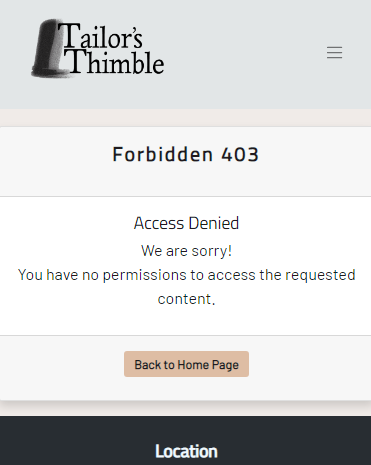 Tailor's
Thimble
Forbidden 403
Access Denied
We are sorry!
You have no permissions to access the requested
content.
Back to Home Page
Location